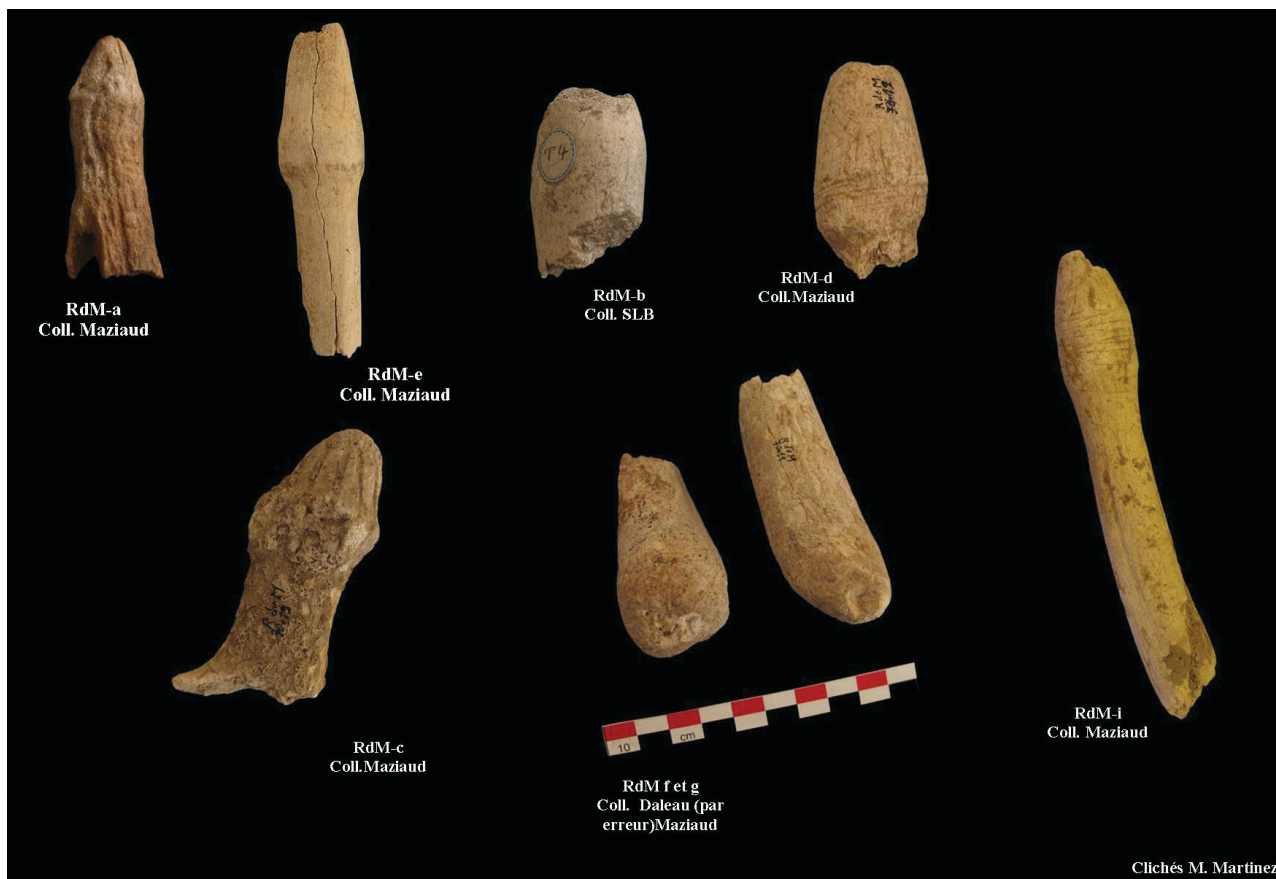 RdM-a
Coll. Maziaud
RdM-e
Coll. Maziaud
T4
RdM-b
Coll. SLB
RdM-d
Coll.Maziaud
RdM-c
Coll.Maziaud
10
cm
RdM f et g
Coll. Daleau (par
erreur)Maziaud
RdM-i
Coll. Maziaud
Clichés M. Martinez